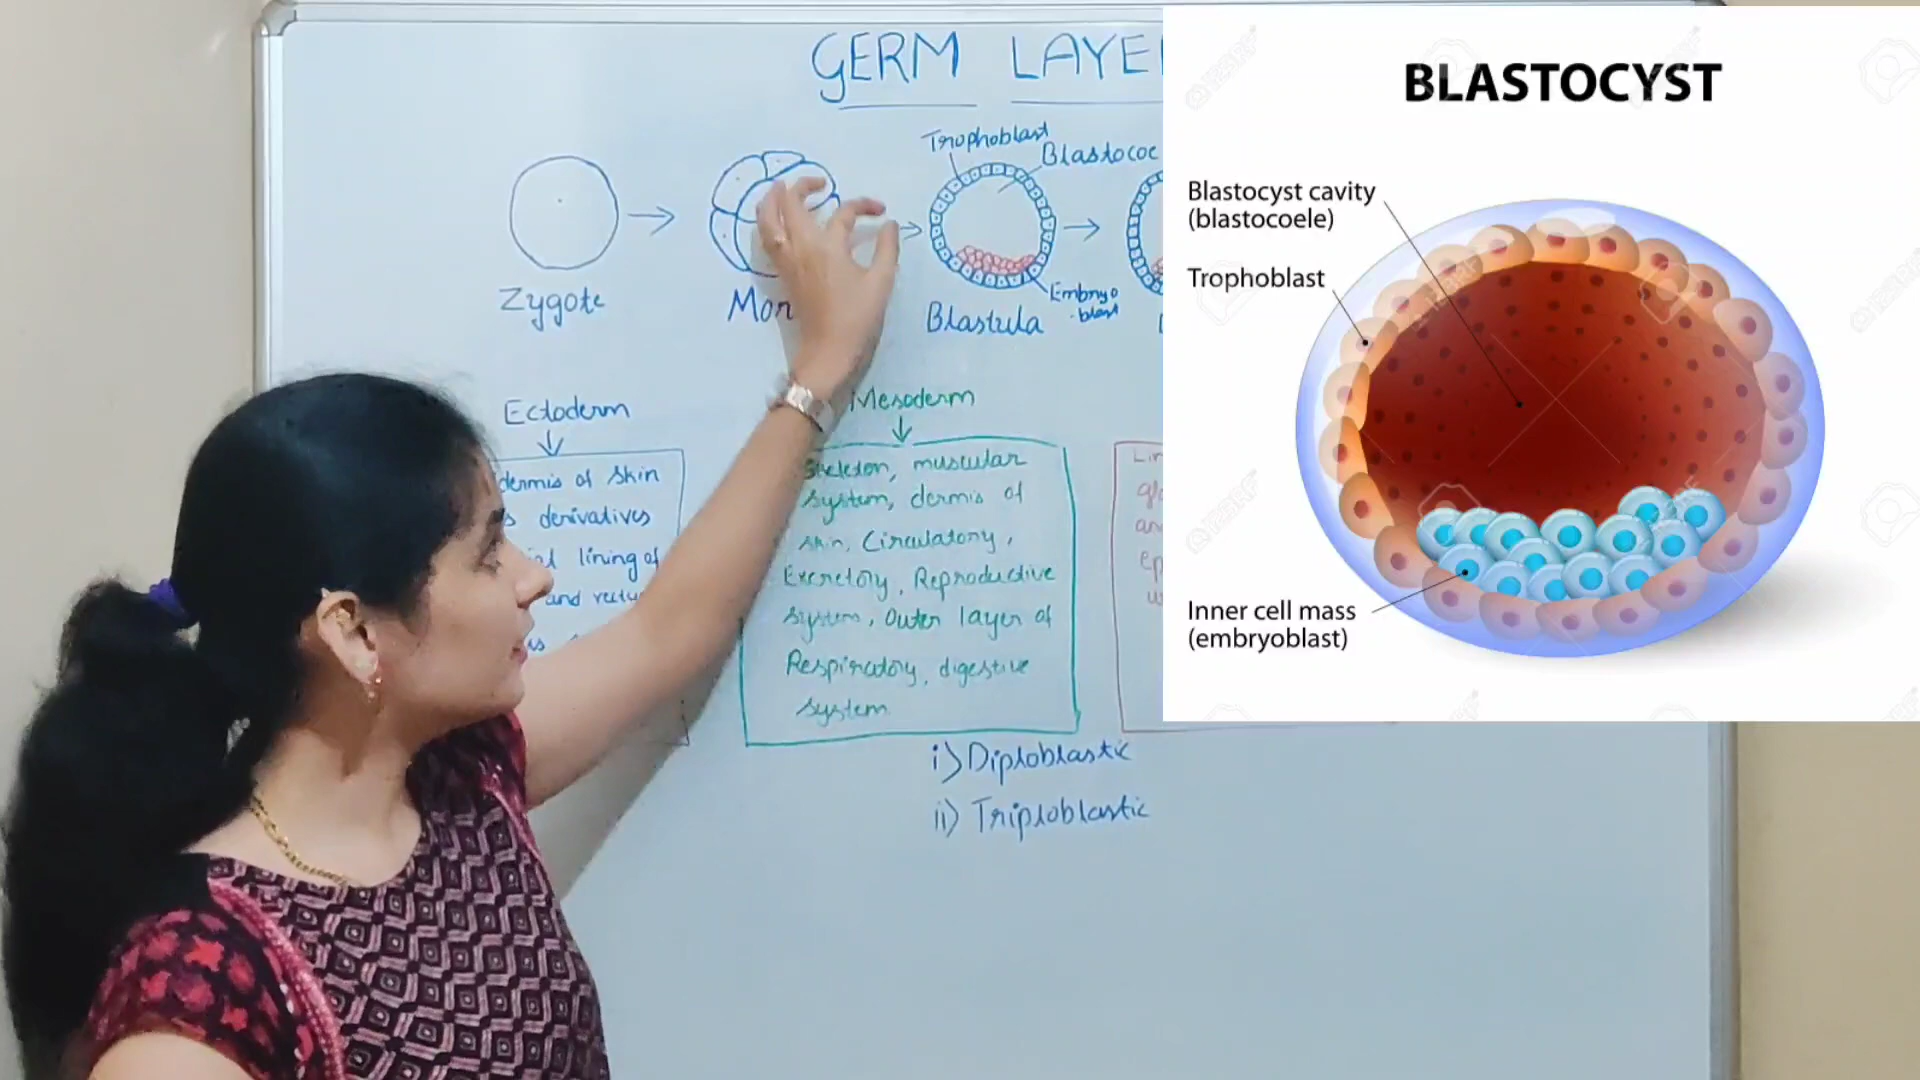 GERM LAYE
Trophoblast
Blastocoe
Zygote
Mor
Blastula
Embryo
blast
Ectoderm
dermis of skin
s derivatives
lining of
and rectu
Mesoderm
Skeleton, muscular
system, dermis of
skin, Circulatory,
Excretory, Reproductive
system, Outer layer of
Respiratory, digestive
system
i) Diploblastic
ii) Triploblastic
BLASTOCYST
Blastocyst cavity
(blastocoele)
Trophoblast
Inner cell mass
(embryoblast)